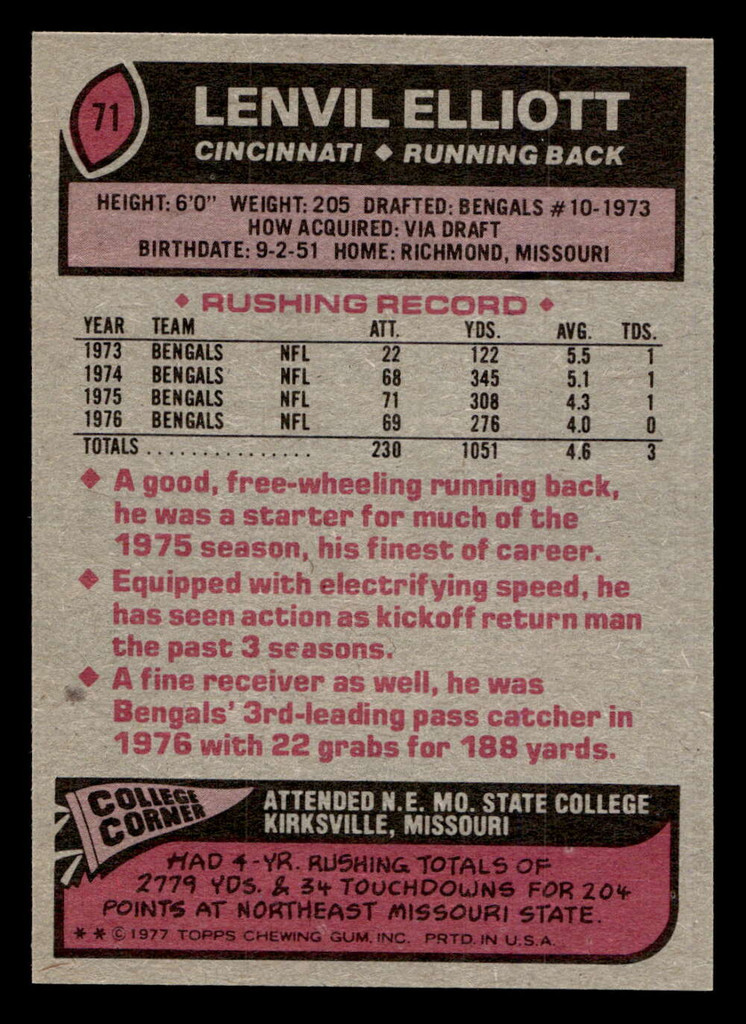 71
LENVIL ELLIOTT
CINCINNATI ◆ RUNNING BACK
HEIGHT: 6'0" WEIGHT: 205 DRAFTED: BENGALS #10-1973
HOW ACQUIRED: VIA DRAFT
BIRTHDATE: 9-2-51 HOME: RICHMOND, MISSOURI
◆ RUSHING RECORD ◆
YEAR TEAM ATT. YDS. AVG. TDS.
1973 BENGALS NFL 22 122 5.5 1
1974 BENGALS NFL 68 345 5.1 1
1975 BENGALS NFL 71 308 4.3 1
1976 BENGALS NFL 69 276 4.0 0
TOTALS ................ 230 1051 4.6 3
◆ A good, free-wheeling running back,
he was a starter for much of the
1975 season, his finest of career.
◆ Equipped with electrifying speed, he
has seen action as kickoff return man
the past 3 seasons.
◆ A fine receiver as well, he was
Bengals' 3rd-leading pass catcher in
1976 with 22 grabs for 188 yards.
COLLEGE
CORNER
ATTENDED N.E. MO. STATE COLLEGE
KIRKSVILLE, MISSOURI
HAD 4-YR. RUSHING TOTALS OF
2779 YDS. & 34 TOUCHDOWNS FOR 204
POINTS AT NORTHEAST MISSOURI STATE.
** © 1977 TOPPS CHEWING GUM, INC. PRTD. IN U.S.A.